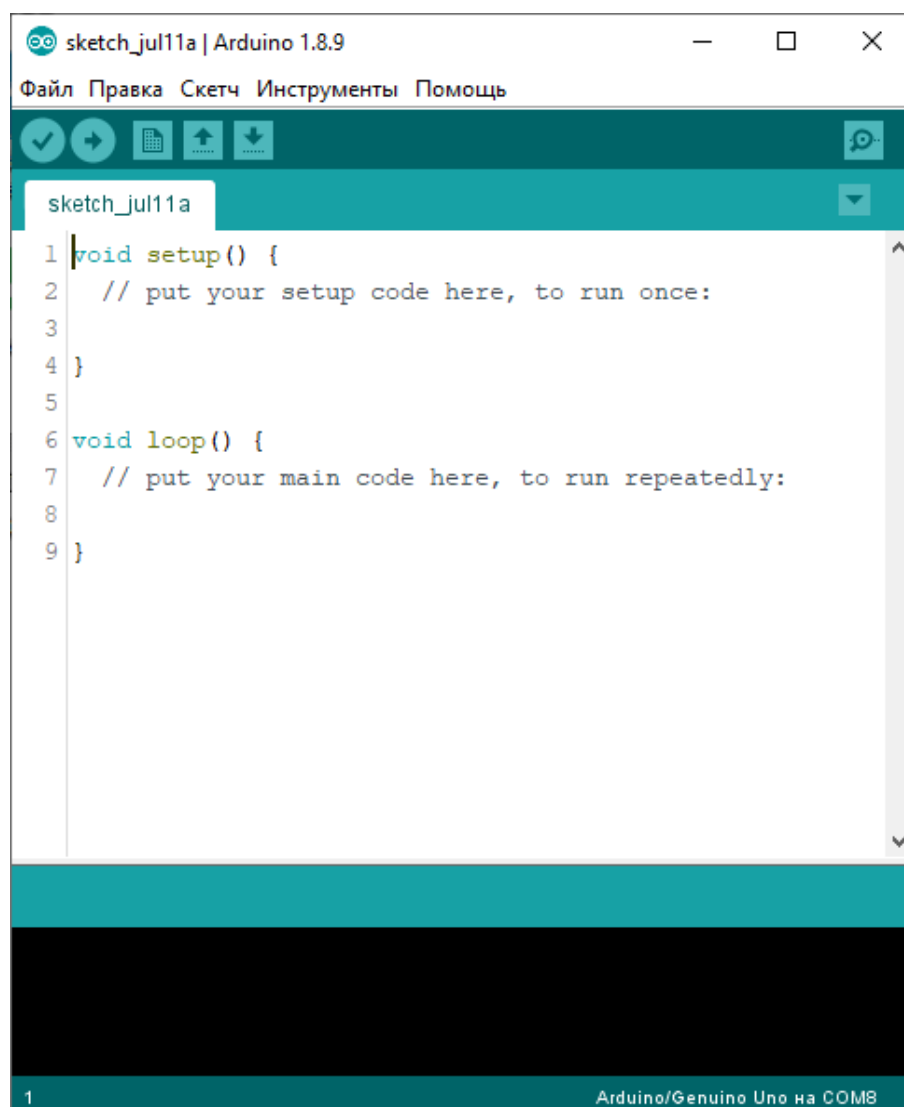 sketch_jul11a | Arduino 1.8.9
Файл Правка Скетч Инструменты Помощь
sketch_jul11a
1 void setup() {
2   // put your setup code here, to run once:
3
4 }
5
6 void loop() {
7   // put your main code here, to run repeatedly:
8
9 }
1 Arduino/Genuino Uno на COM8